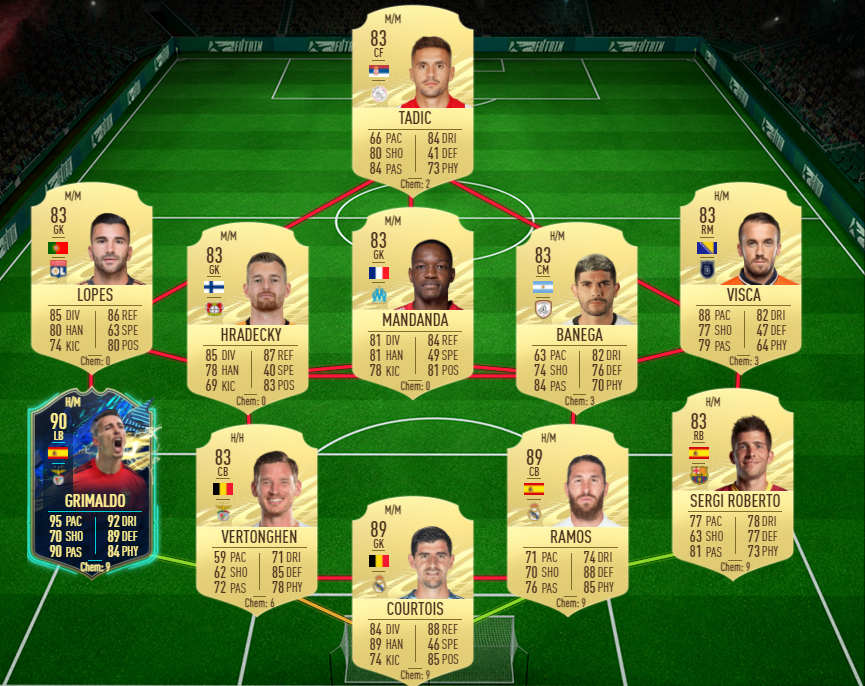 FUTBIN
FUTBIN
FUTBIN
FUTBIN
M/M
83
CF
TADIC
66 PAC 84 DRI
80 SHO 41 DEF
84 PAS 73 PHY
Chem: 2
M/M
83
GK
LOPES
85 DIV 86 REF
80 HAN 63 SPE
74 KIC 80 POS
Chem: 0
M/M
83
GK
HRADECKY
85 DIV 87 REF
78 HAN 40 SPE
69 KIC 83 POS
Chem: 0
M/M
83
GK
MANDANDA
81 DIV 84 REF
81 HAN 49 SPE
78 KIC 81 POS
Chem: 0
H/M
83
CM
BANEGA
63 PAC 82 DRI
74 SHO 76 DEF
84 PAS 70 PHY
Chem: 3
H/M
83
RM
VISCA
88 PAC 82 DRI
77 SHO 47 DEF
79 PAS 64 PHY
Chem: 3
H/M
90
LB
GRIMALDO
95 PAC 92 DRI
70 SHO 89 DEF
90 PAS 84 PHY
Chem: 9
H/H
83
CB
VERTONGHEN
59 PAC 71 DRI
62 SHO 85 DEF
72 PAS 78 PHY
Chem: 6
M/M
89
GK
COURTOIS
84 DIV 88 REF
89 HAN 46 SPE
74 KIC 85 POS
Chem: 9
H/M
89
CB
RAMOS
71 PAC 74 DRI
70 SHO 88 DEF
76 PAS 85 PHY
Chem: 9
H/M
83
RB
SERGI ROBERTO
77 PAC 78 DRI
63 SHO 77 DEF
81 PAS 73 PHY
Chem: 9